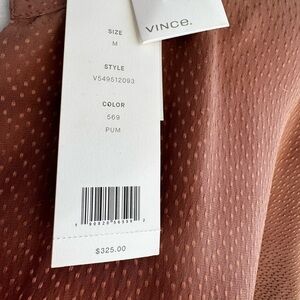 VINCE.
SIZE
M
STYLE
V549512093
COLOR
569
PUM
$325.00